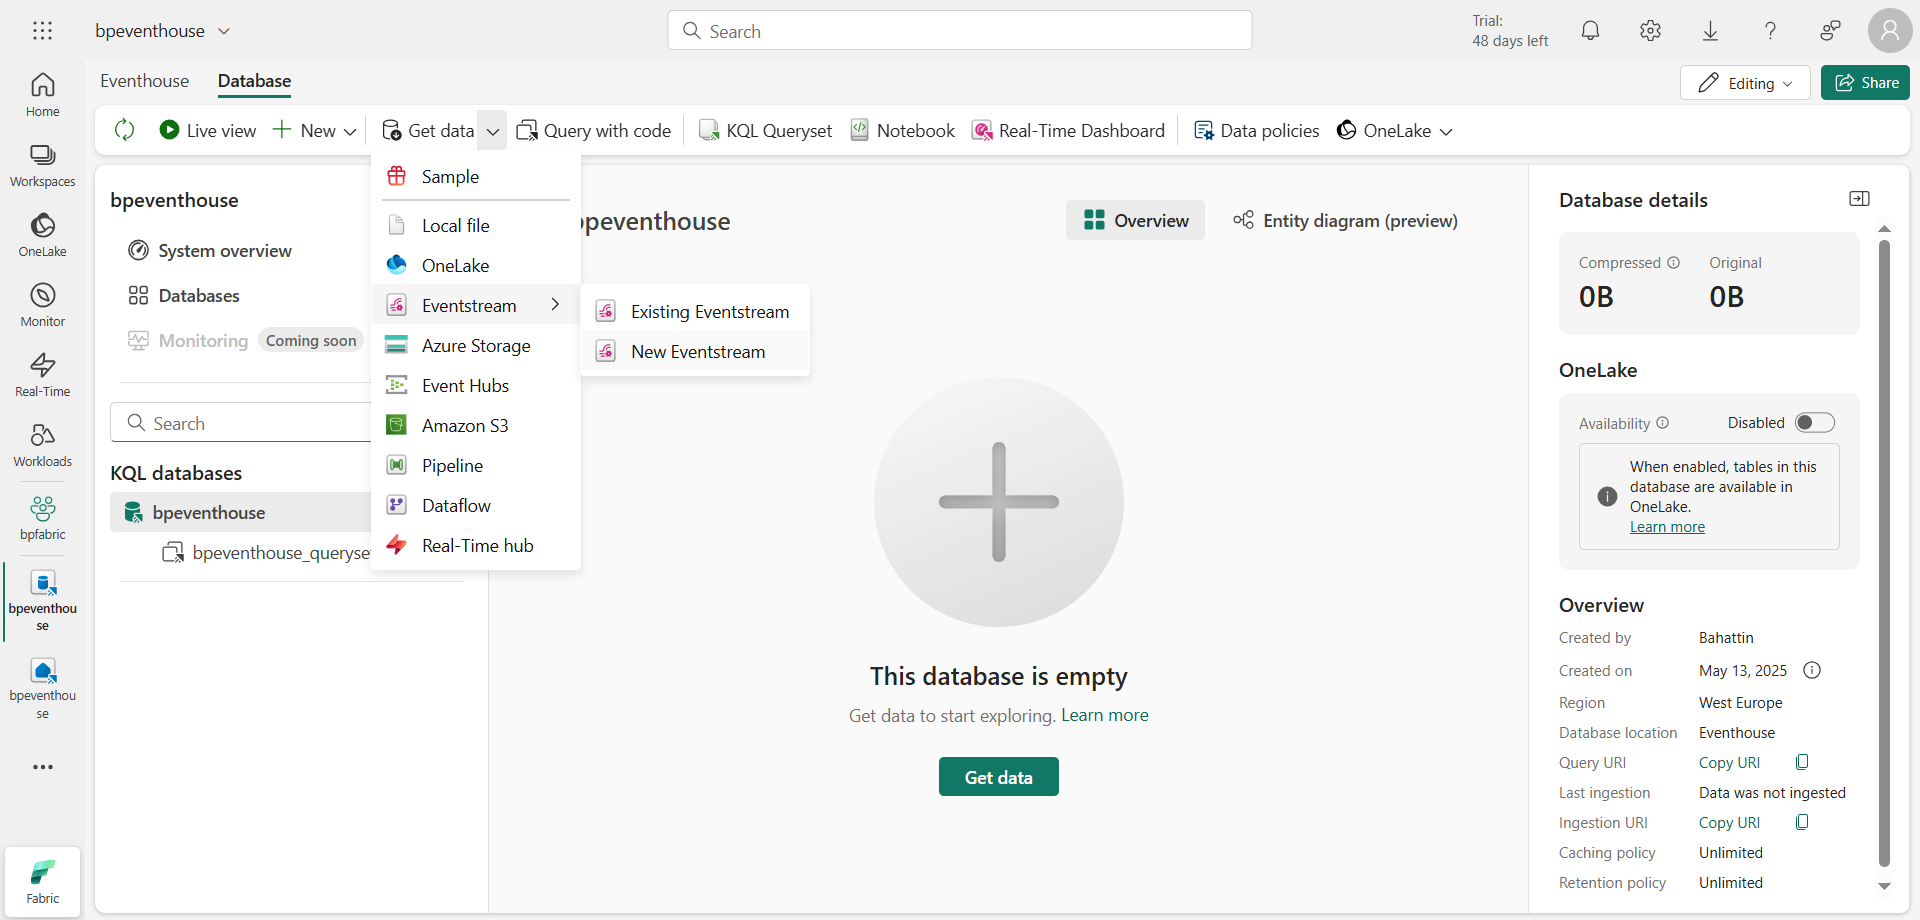 bpeventhouse
Search
Trial:
48 days left
Home
Workspaces
OneLake
Monitor
Real-Time
Workloads
bpfabric
bpeventhou
se
bpeventhou
se
Fabric
Eventhouse
Database
Editing
Share
Live view
New
Get data
Query with code
KQL Queryset
Notebook
Real-Time Dashboard
Data policies
OneLake
bpeventhouse
System overview
Databases
Monitoring
Coming soon
Search
KQL databases
bpeventhouse
bpeventhouse_queryse
Sample
Local file
OneLake
Eventstream
Azure Storage
Event Hubs
Amazon S3
Pipeline
Dataflow
Real-Time hub
Existing Eventstream
New Eventstream
peventhouse
Overview
Entity diagram (preview)
This database is empty
Get data to start exploring. Learn more
Get data
Database details
Compressed
Original
0B
0B
OneLake
Availability
Disabled
When enabled, tables in this
database are available in
OneLake.
Learn more
Overview
Created by Bahattin
Created on May 13, 2025
Region West Europe
Database location Eventhouse
Query URI Copy URI
Last ingestion Data was not ingested
Ingestion URI Copy URI
Caching policy Unlimited
Retention policy Unlimited